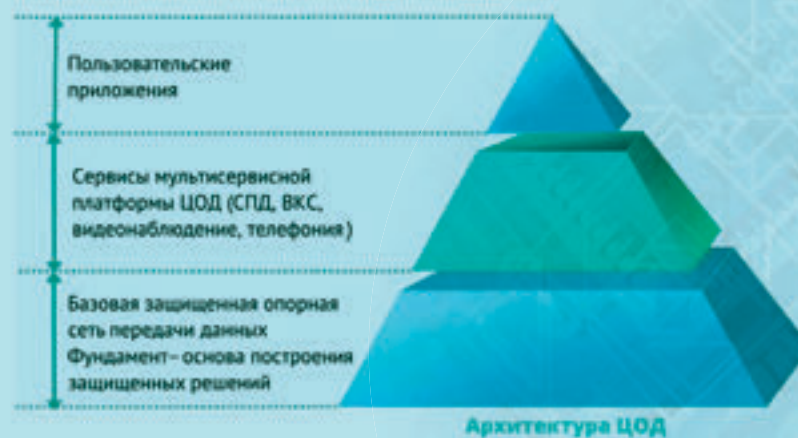 Пользовательские
приложения
Сервисы мультисервисной
платформы ЦОД (СПД, ВКС,
видеонаблюдение, телефония)
Базовая защищенная опорная
сеть передачи данных
Фундамент–основа построения
защищенных решений
Архитектура ЦОД